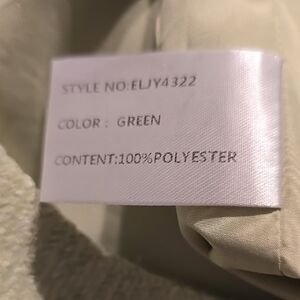 STYLE NO:ELJY4322
COLOR : GREEN
CONTENT:100%POLYESTER